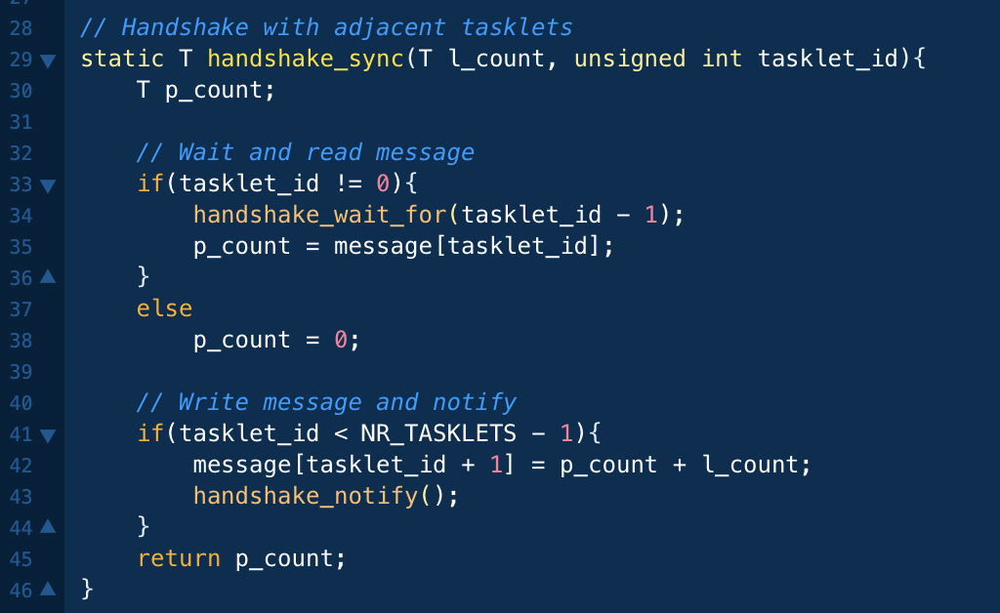 28 // Handshake with adjacent tasklets
29 static T handshake_sync(T l_count, unsigned int tasklet_id){
30     T p_count;
31
32     // Wait and read message
33     if(tasklet_id != 0){
34         handshake_wait_for(tasklet_id - 1);
35         p_count = message[tasklet_id];
36     }
37     else
38         p_count = 0;
39
40     // Write message and notify
41     if(tasklet_id < NR_TASKLETS - 1){
42         message[tasklet_id + 1] = p_count + l_count;
43         handshake_notify();
44     }
45     return p_count;
46 }